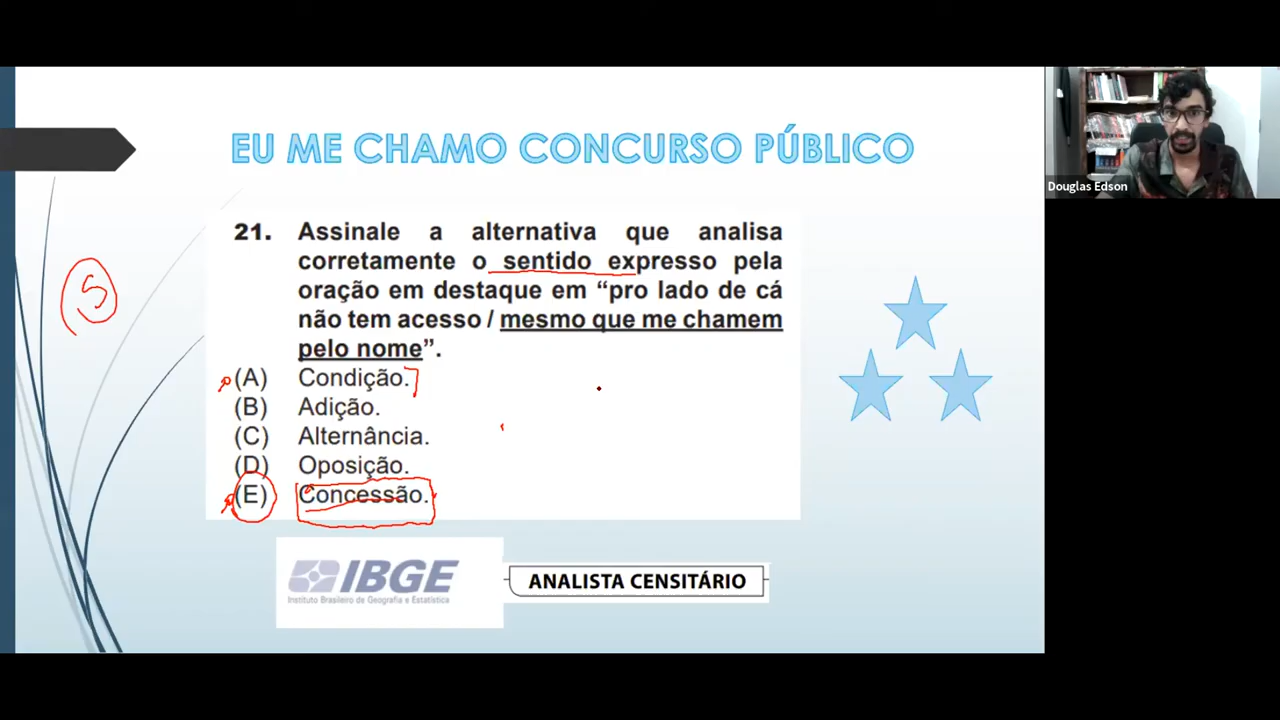 EU ME CHAMO CONCURSO PÚBLICO
Douglas Edson
21. Assinale a alternativa que analisa
corretamente o sentido expresso pela
oração em destaque em “pro lado de cá
não tem acesso / mesmo que me chamem
pelo nome”.
(A) Condição.
(B) Adição.
(C) Alternância.
(D) Oposição.
(E) Concessão.
IBGE
Instituto Brasileiro de Geografia e Estatística
ANALISTA CENSITÁRIO